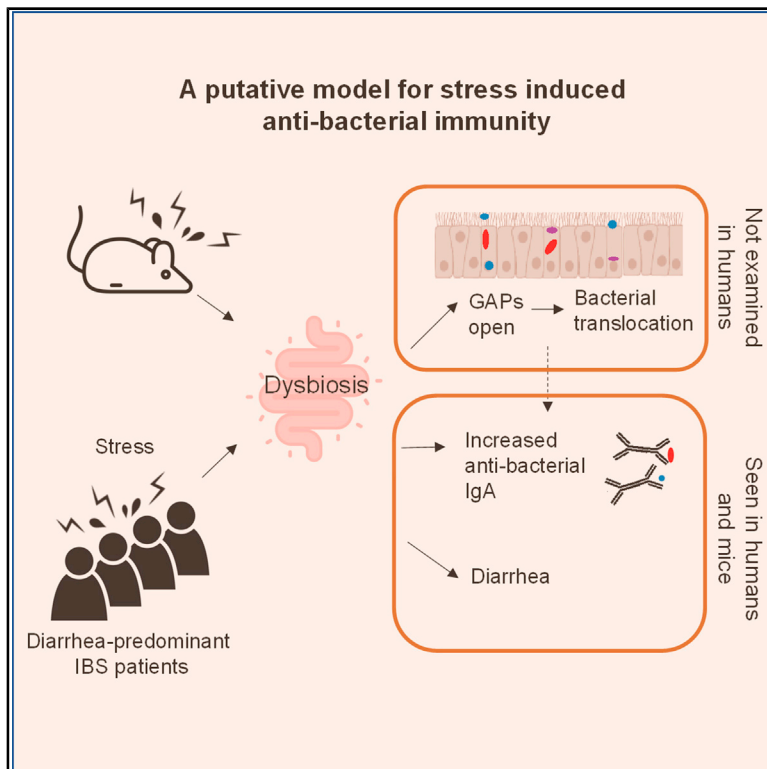 A putative model for stress induced
anti-bacterial immunity
Not examined
in humans
GAPs
open
Bacterial
translocation
Dysbiosis
Stress
Increased
anti-bacterial
IgA
Diarrhea
Seen in humans
and mice
Diarrhea-predominant
IBS patients